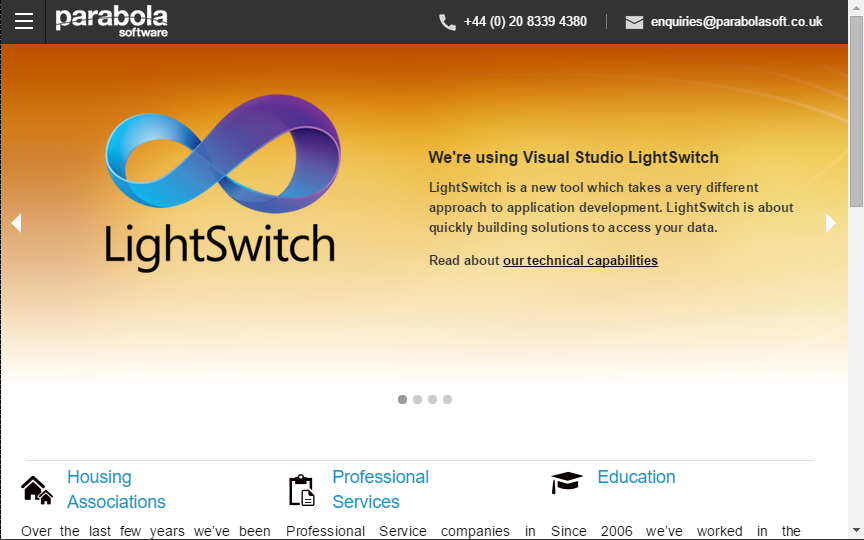 parabola
software
+44 (0) 20 8339 4380
enquiries@parabolasoft.co.uk
LightSwitch
We're using Visual Studio LightSwitch
LightSwitch is a new tool which takes a very different
approach to application development. LightSwitch is about
quickly building solutions to access your data.
Read about our technical capabilities
Housing
Associations
Over the last few years we've been
Professional
Services
Professional Service companies in
Education
Since 2006 we've worked in the